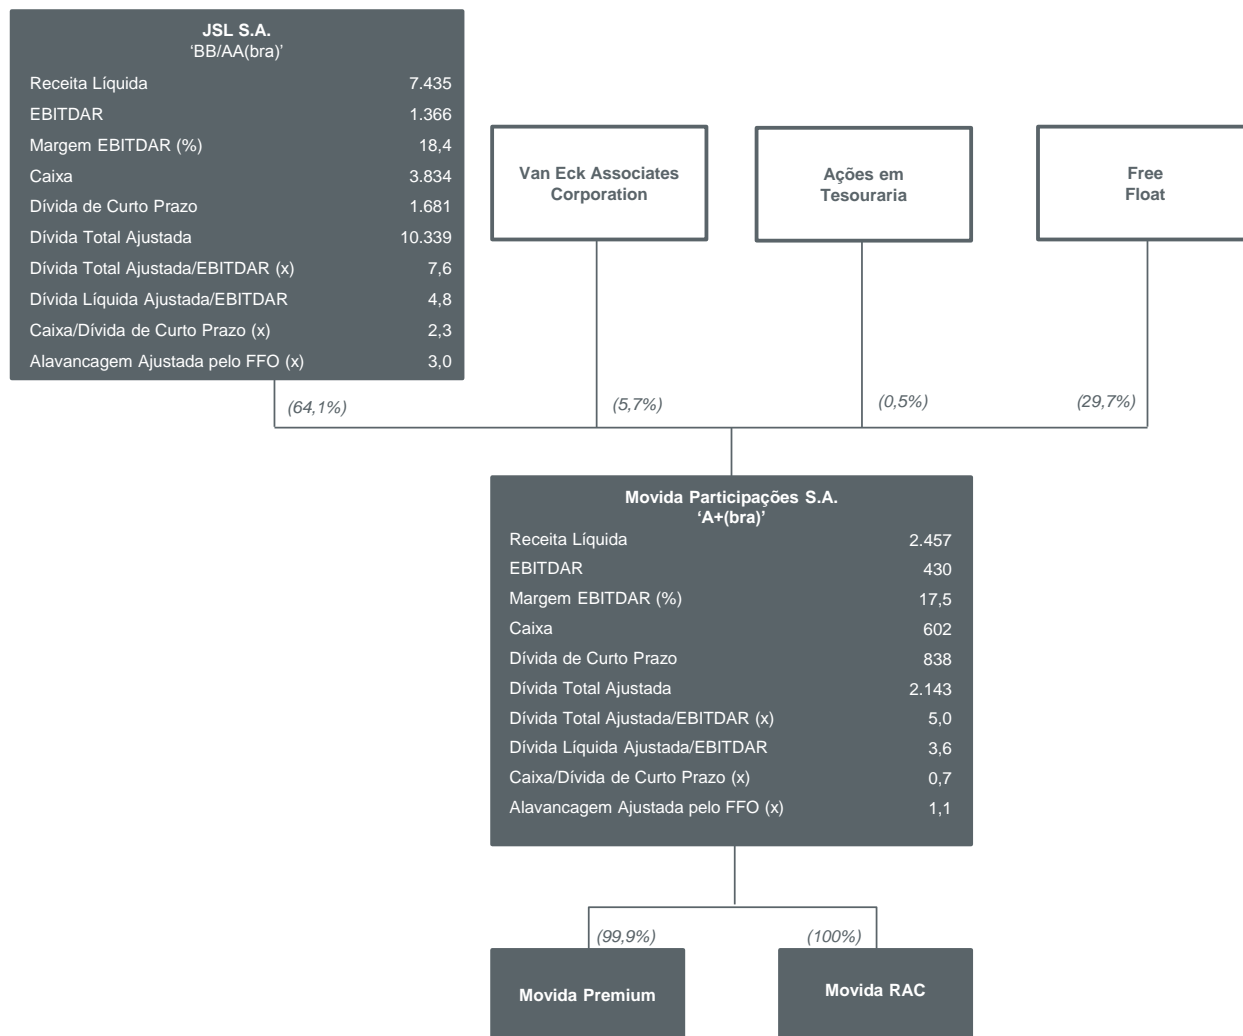 JSL S.A.
‘BB/AA(bra)’
Receita Líquida 7.435
EBITDAR 1.366
Margem EBITDAR (%) 18,4
Caixa 3.834
Dívida de Curto Prazo 1.681
Dívida Total Ajustada 10.339
Dívida Total Ajustada/EBITDAR (x) 7,6
Dívida Líquida Ajustada/EBITDAR 4,8
Caixa/Dívida de Curto Prazo (x) 2,3
Alavancagem Ajustada pelo FFO (x) 3,0
Van Eck Associates
Corporation
Ações em
Tesouraria
Free
Float
(64,1%)
(5,7%)
(0,5%)
(29,7%)
Movida Participações S.A.
‘A+(bra)’
Receita Líquida 2.457
EBITDAR 430
Margem EBITDAR (%) 17,5
Caixa 602
Dívida de Curto Prazo 838
Dívida Total Ajustada 2.143
Dívida Total Ajustada/EBITDAR (x) 5,0
Dívida Líquida Ajustada/EBITDAR 3,6
Caixa/Dívida de Curto Prazo (x) 0,7
Alavancagem Ajustada pelo FFO (x) 1,1
(99,9%)
(100%)
Movida Premium
Movida RAC